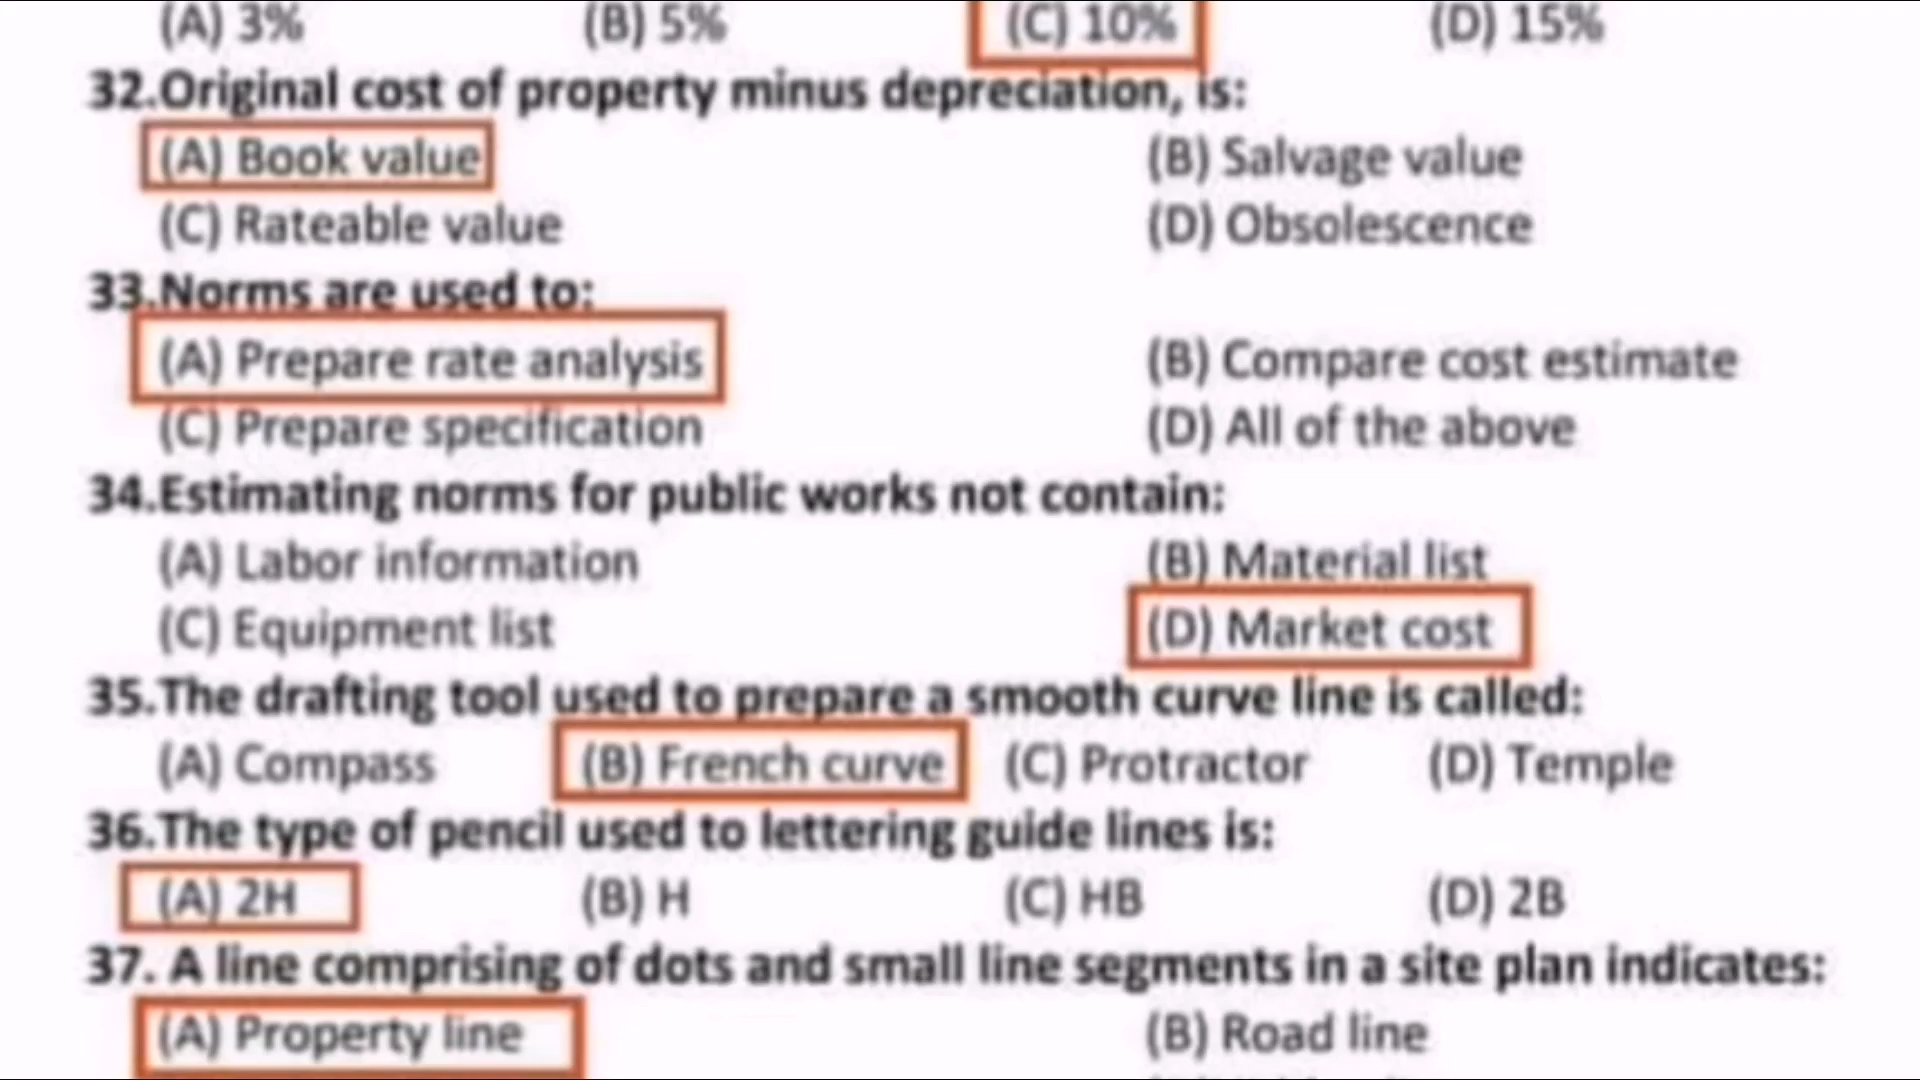 (A) 3% (B) 5% (C) 10% (D) 15%
32.Original cost of property minus depreciation, is:
(A) Book value (B) Salvage value
(C) Rateable value (D) Obsolescence
33.Norms are used to:
(A) Prepare rate analysis (B) Compare cost estimate
(C) Prepare specification (D) All of the above
34.Estimating norms for public works not contain:
(A) Labor information (B) Material list
(C) Equipment list (D) Market cost
35.The drafting tool used to prepare a smooth curve line is called:
(A) Compass (B) French curve (C) Protractor (D) Temple
36.The type of pencil used to lettering guide lines is:
(A) 2H (B) H (C) HB (D) 2B
37. A line comprising of dots and small line segments in a site plan indicates:
(A) Property line (B) Road line